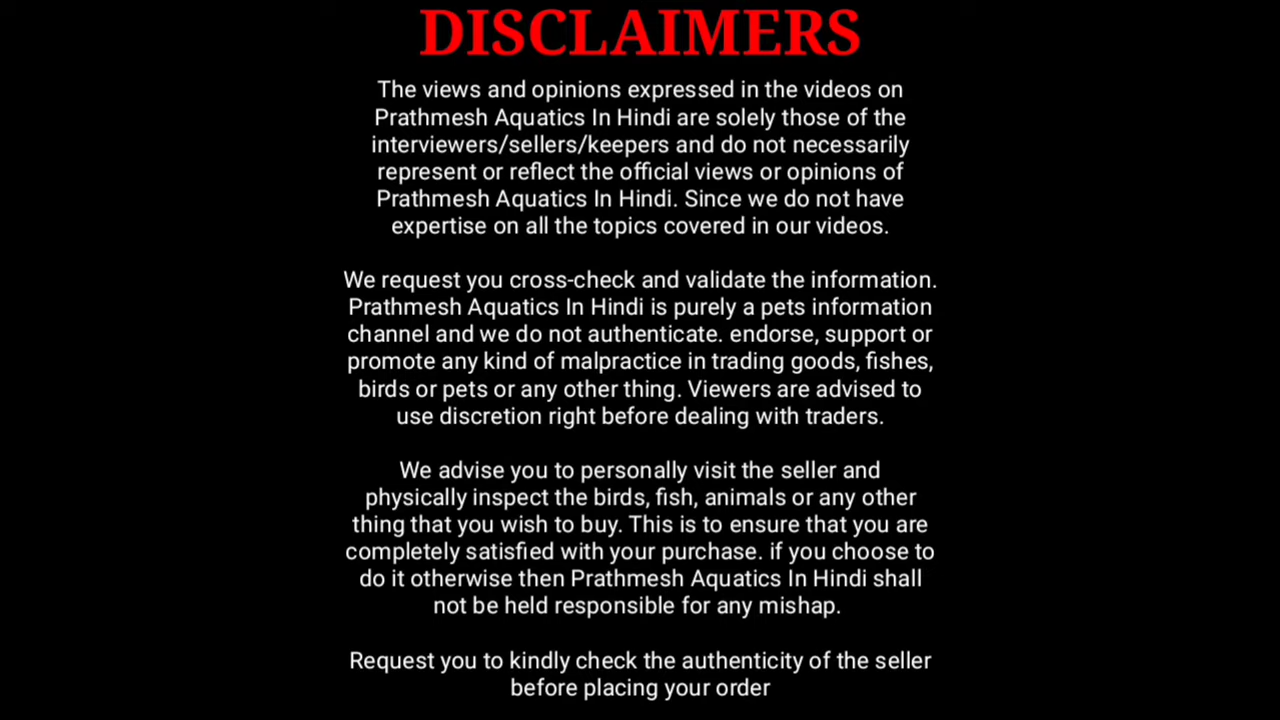 DISCLAIMERS
The views and opinions expressed in the videos on
Prathmesh Aquatics In Hindi are solely those of the
interviewers/sellers/keepers and do not necessarily
represent or reflect the official views or opinions of
Prathmesh Aquatics In Hindi. Since we do not have
expertise on all the topics covered in our videos.
We request you cross-check and validate the information.
Prathmesh Aquatics In Hindi is purely a pets information
channel and we do not authenticate. endorse, support or
promote any kind of malpractice in trading goods, fishes,
birds or pets or any other thing. Viewers are advised to
use discretion right before dealing with traders.
We advise you to personally visit the seller and
physically inspect the birds, fish, animals or any other
thing that you wish to buy. This is to ensure that you are
completely satisfied with your purchase. if you choose to
do it otherwise then Prathmesh Aquatics In Hindi shall
not be held responsible for any mishap.
Request you to kindly check the authenticity of the seller
before placing your order